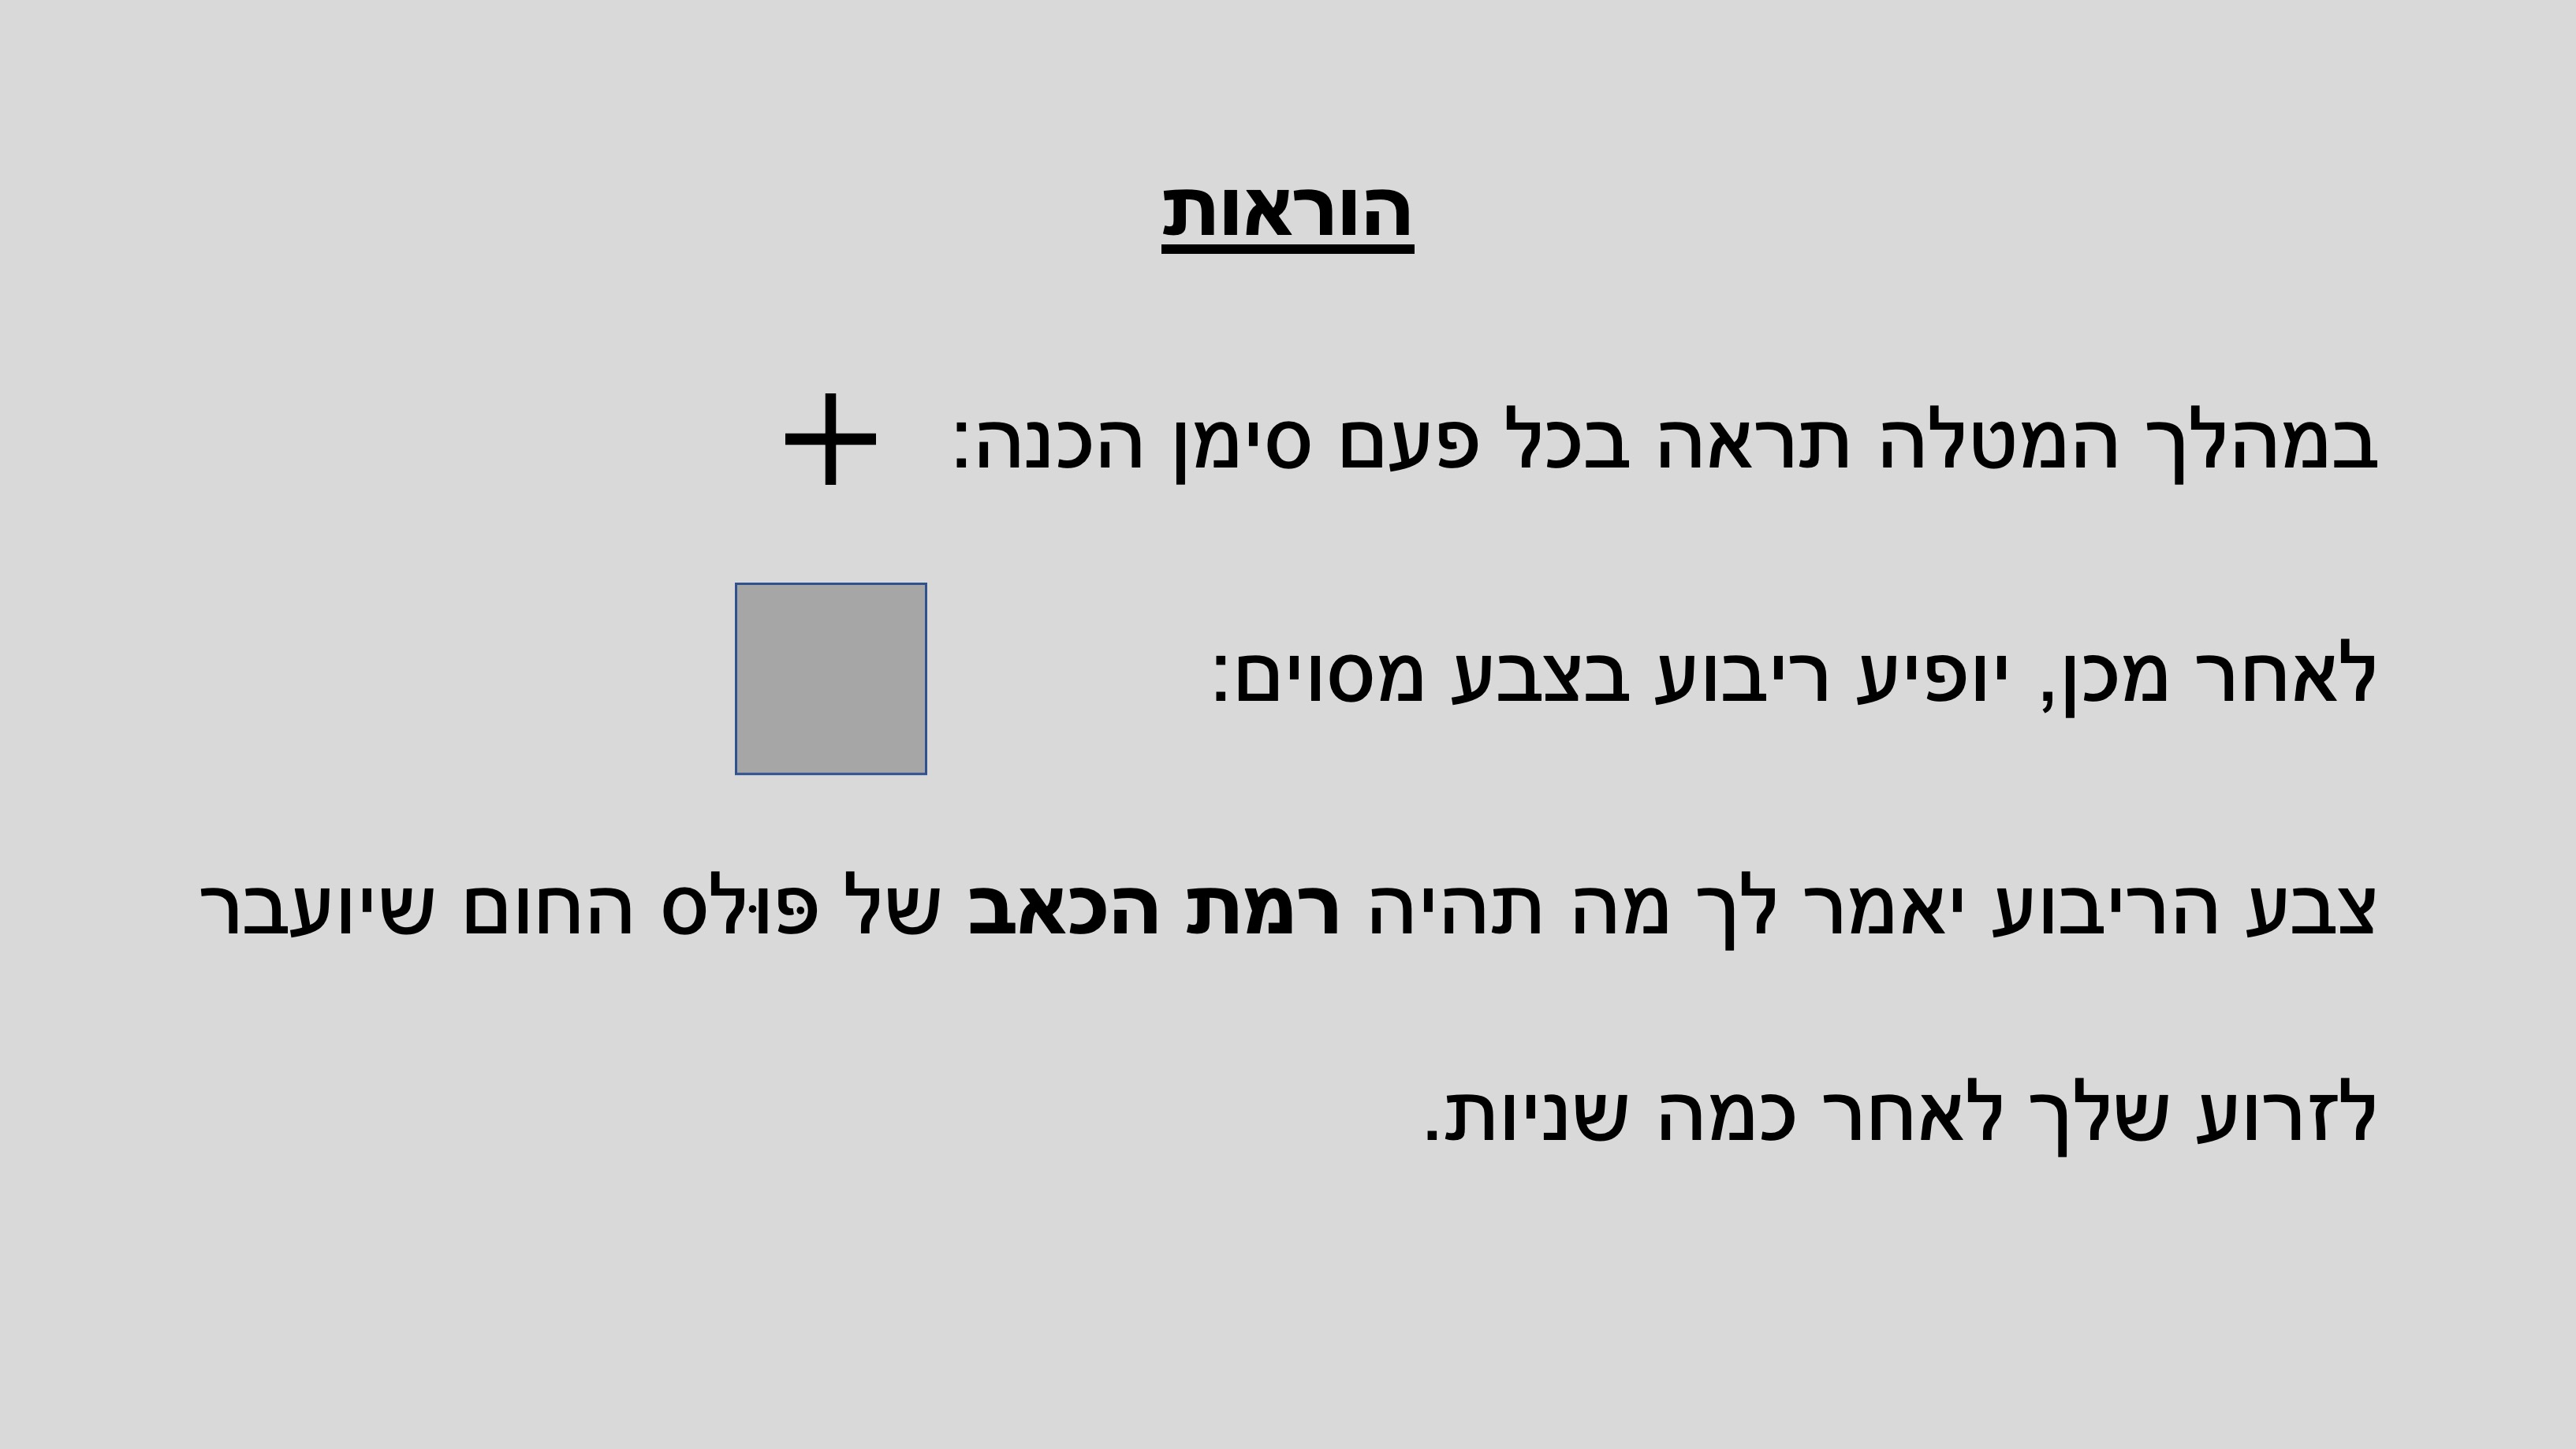 הוראות
במהלך המטלה תראה בכל פעם סימן הכנה: +
לאחר מכן, יופיע ריבוע בצבע מסוים:
צבע הריבוע יאמר לך מה תהיה רמת הכאב של פּוּלס החום שיועבר
לזרוע שלך לאחר כמה שניות.